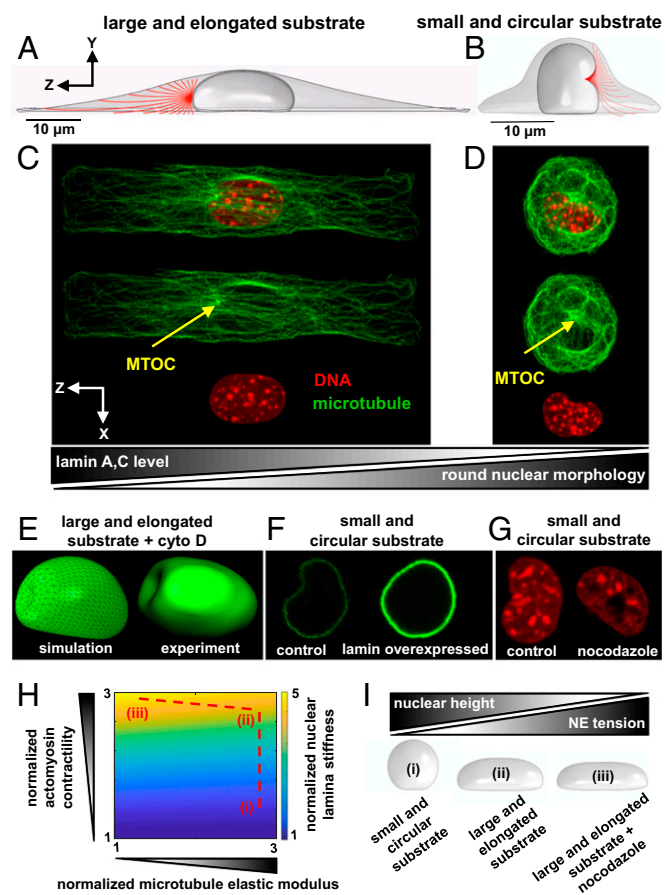 large and elongated substrate
small and circular substrate
A
Y
Z
10 µm
B
10 µm
C
MTOC
DNA
microtubule
Z
X
D
MTOC
lamin A,C level
round nuclear morphology
E
large and elongated
substrate + cyto D
simulation
experiment
F
small and
circular substrate
control
lamin overexpressed
G
small and
circular substrate
control
nocodazole
H
normalized
actomyosin
contractility
3
1
(iii)
(ii)
(i)
1
3
normalized microtubule elastic modulus
5
1
normalized nuclear
lamina stiffness
I
nuclear height
NE tension
(i)
(ii)
(iii)
small and
circular
substrate
large and
elongated
substrate
large and elongated
substrate +
nocodazole